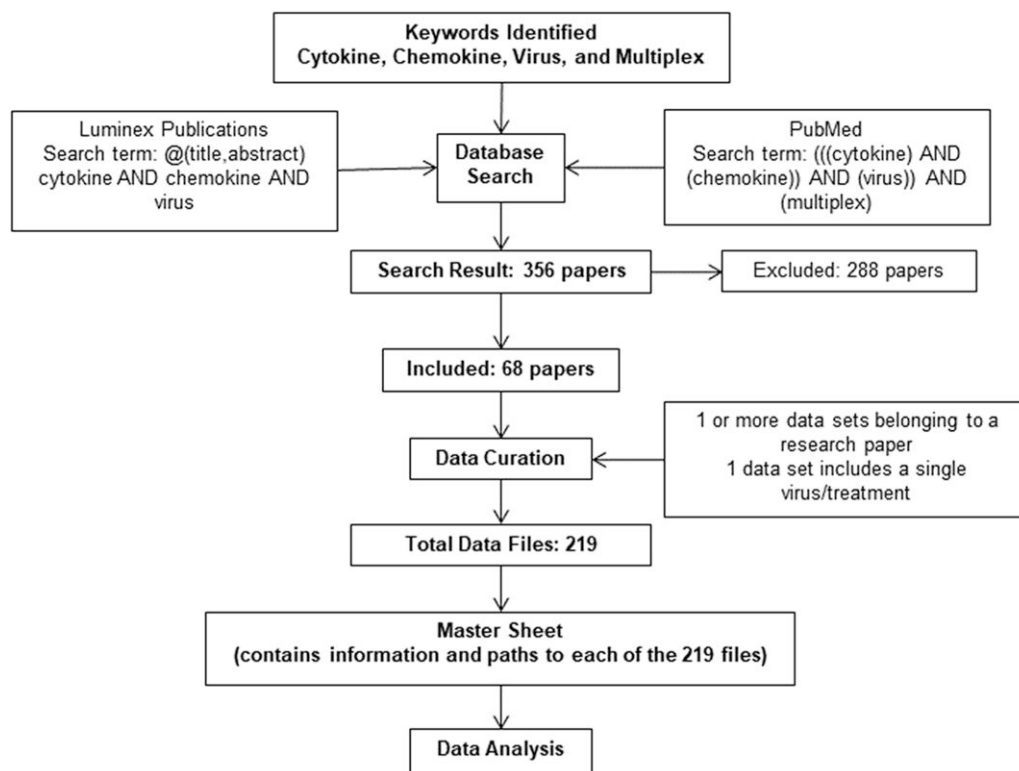 Keywords Identified
Cytokine, Chemokine, Virus, and Multiplex
Luminex Publications
Search term: @(title,abstract)
cytokine AND chemokine AND
virus
Database
Search
PubMed
Search term: (((cytokine) AND
(chemokine)) AND (virus)) AND
(multiplex)
Search Result: 356 papers
Excluded: 288 papers
Included: 68 papers
Data Curation
1 or more data sets belonging to a
research paper
1 data set includes a single
virus/treatment
Total Data Files: 219
Master Sheet
(contains information and paths to each of the 219 files)
Data Analysis